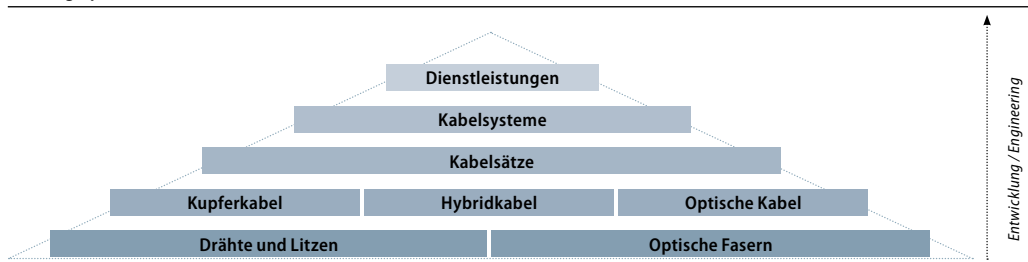 Dienstleistungen
Kabelsysteme
Kabelsätze
Kupferkabel Hybridkabel Optische Kabel
Drähte und Litzen Optische Fasern
Entwicklung / Engineering